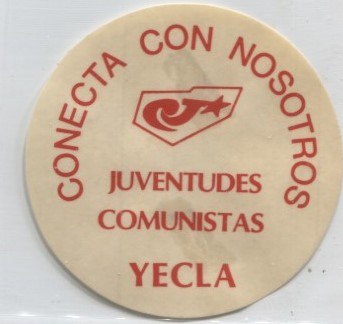 CONECTA CON NOSOTROS
JUVENTUDES
COMUNISTAS
YECLA